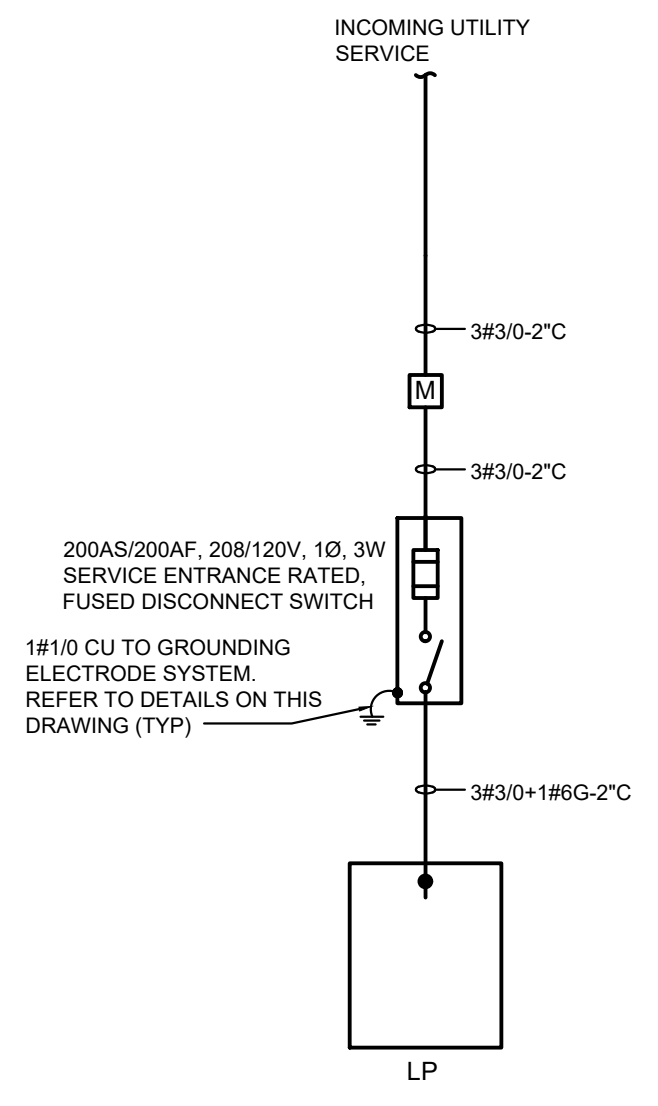 INCOMING UTILITY
SERVICE
3#3/0-2"C
M
3#3/0-2"C
200AS/200AF, 208/120V, 1Ø, 3W
SERVICE ENTRANCE RATED,
FUSED DISCONNECT SWITCH
1#1/0 CU TO GROUNDING
ELECTRODE SYSTEM.
REFER TO DETAILS ON THIS
DRAWING (TYP)
3#3/0+1#6G-2"C
LP